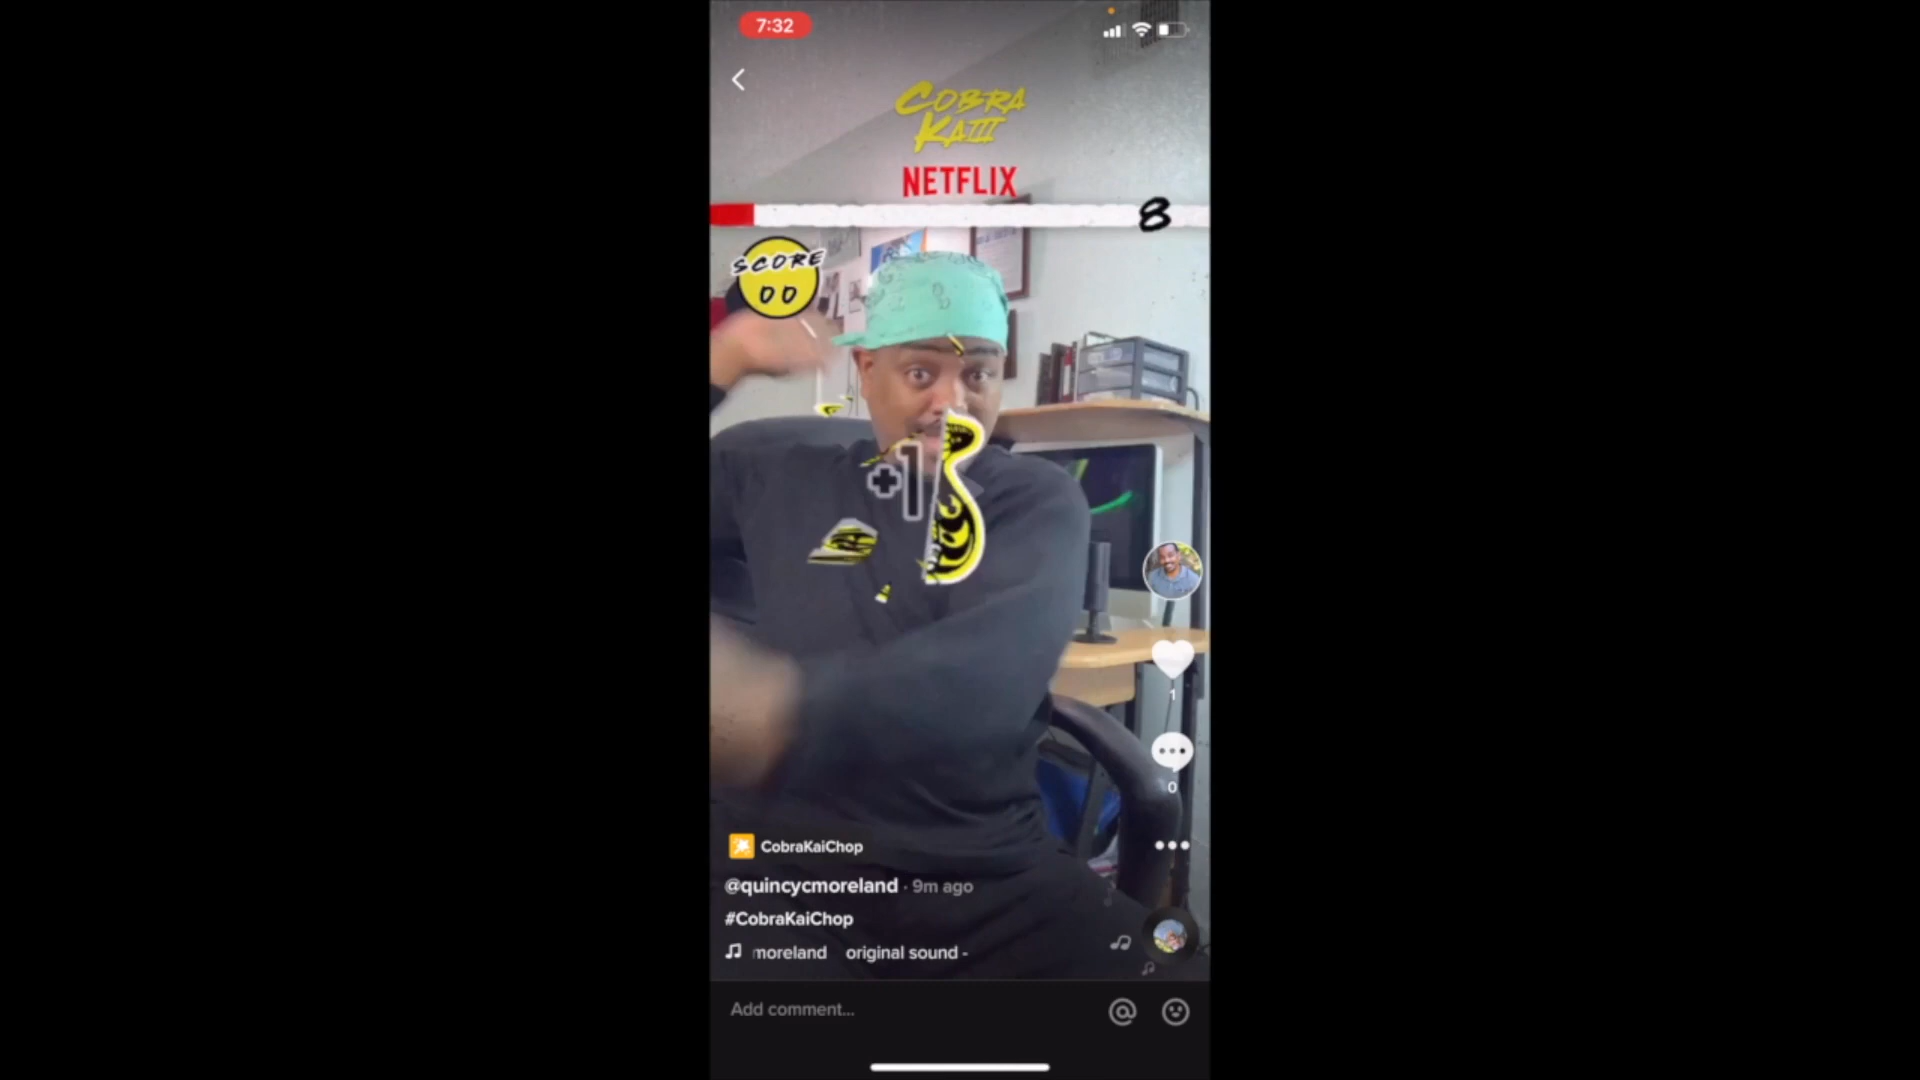 7:32
COBRA
KAIII
NETFLIX
8
SCORE
00
+1
1
0
CobraKaiChop
@quincycmoreland · 9m ago
#CobraKaiChop
moreland original sound -
Add comment...